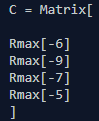 C = Matrix[
Rmax[-6]
Rmax[-9]
Rmax[-7]
Rmax[-5]
]